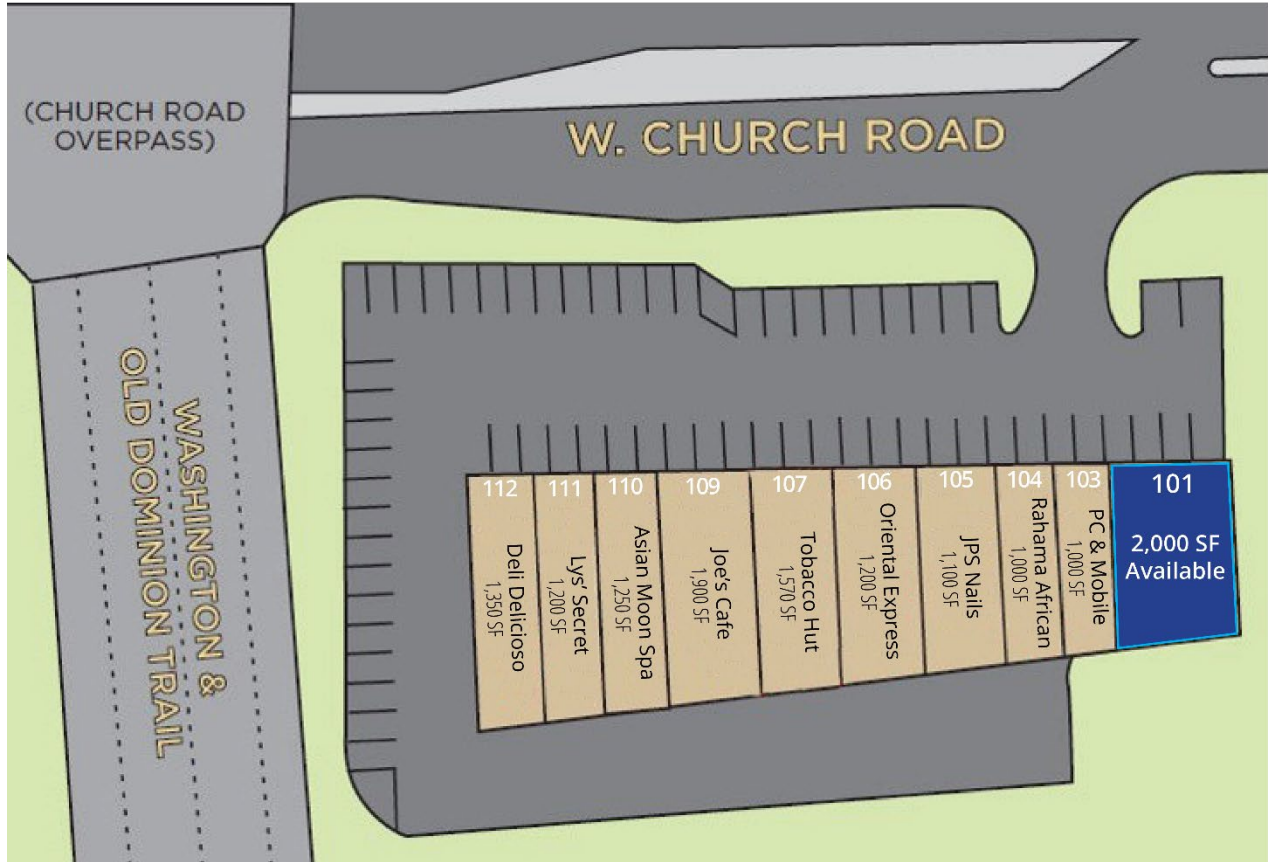 (CHURCH ROAD
OVERPASS)
W. CHURCH ROAD
WASHINGTON &
OLD DOMINION TRAIL
112
Deli Delicioso
1,350 SF
111
Lys' Secret
1,200 SF
110
Asian Moon Spa
1,250 SF
109
Joe's Cafe
1,900 SF
107
Tobacco Hut
1,570 SF
106
Oriental Express
1,200 SF
105
JPS Nails
1,100 SF
104
Rahama African
1,000 SF
103
PC & Mobile
1,000 SF
101
2,000 SF
Available